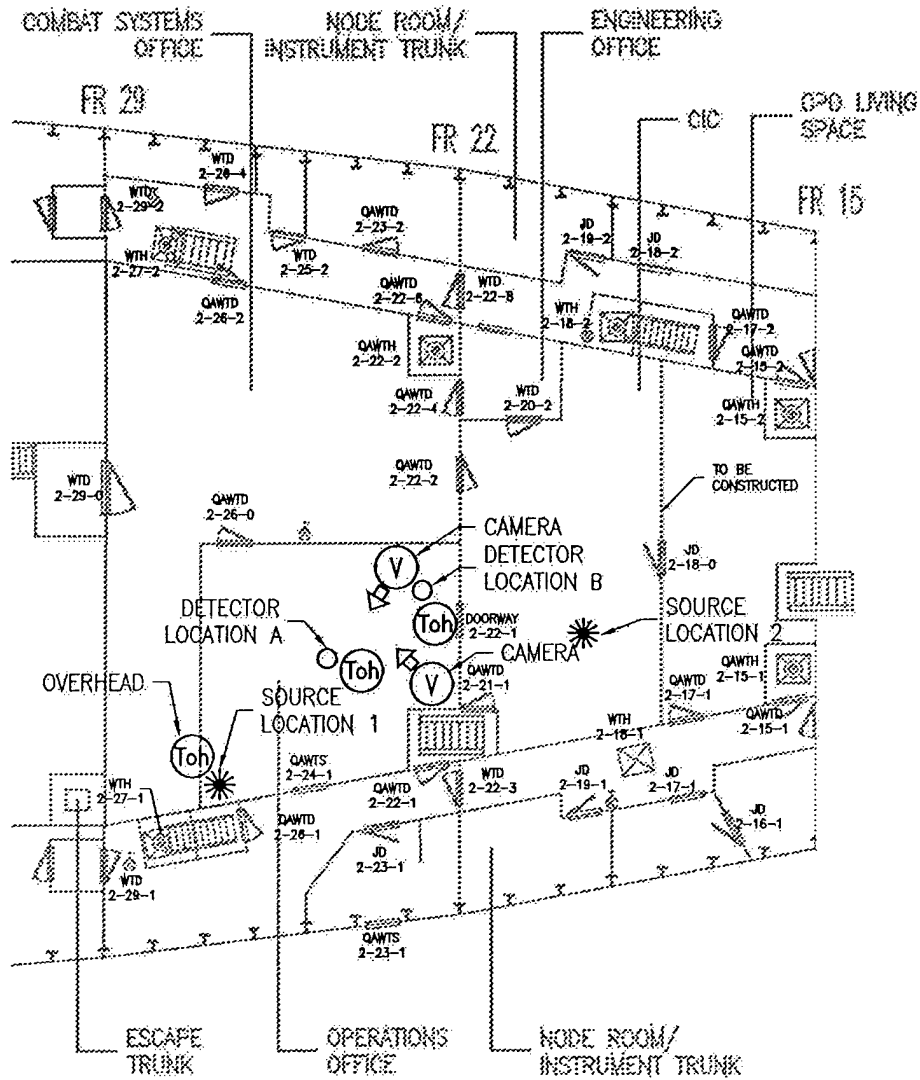 COMBAT SYSTEMS
OFFICE
NODE ROOM/
INSTRUMENT TRUNK
ENGINEERING
OFFICE
FR 29
FR 22
CIC
CPO LIVING
SPACE
FR 15
WTD
2-28-4
WTD
2-29-2
QAWTD
2-23-2
WTD
2-25-2
JD
2-19-2
JD
2-18-2
WTH
2-27-2
QAWTD
2-26-2
QAWTD
2-22-6
WTD
2-22-8
WTH
2-18-2
QAWTD
2-17-2
QAWTH
2-22-2
QAWTD
2-15-2
QAWTD
2-22-4
WTD
2-20-2
QAWTH
2-15-2
WTD
2-29-0
QAWTD
2-22-2
TO BE
CONSTRUCTED
QAWTD
2-26-0
JD
2-18-0
V
CAMERA
DETECTOR
LOCATION B
DETECTOR
LOCATION A
Toh
DOORWAY
2-22-1
SOURCE
LOCATION 2
Toh
V
CAMERA
QAWTD
2-21-1
QAWTH
2-15-1
OVERHEAD
SOURCE
LOCATION 1
QAWTD
2-17-1
QAWTD
2-15-1
Toh
WTH
2-18-1
QAWTS
2-24-1
WTH
2-27-1
QAWTD
2-22-1
WTD
2-22-3
JD
2-19-1
JD
2-17-1
QAWTD
2-26-1
JD
2-16-1
JD
2-23-1
WTD
2-29-1
QAWTS
2-23-1
ESCAPE
TRUNK
OPERATIONS
OFFICE
NODE ROOM/
INSTRUMENT TRUNK